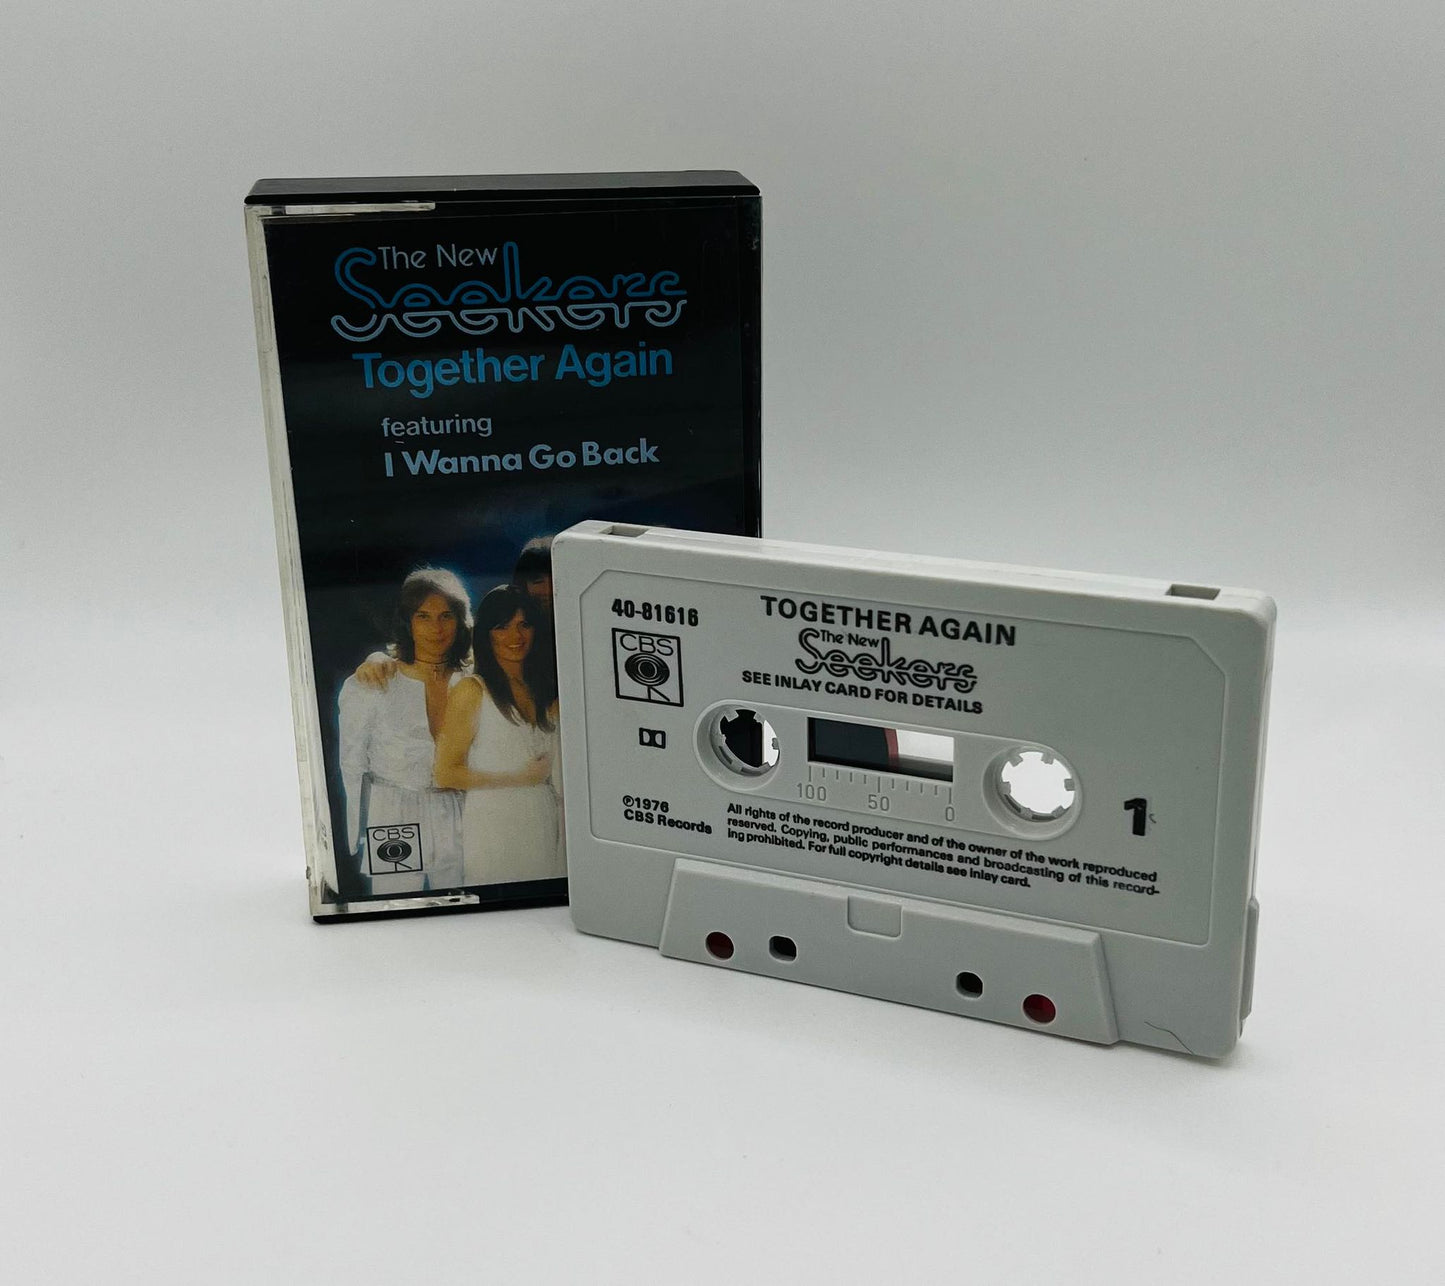 The New
Seekers
Together Again
featuring
I Wanna Go Back
CBS
40-81616
CBS
TOGETHER AGAIN
The New
Seekers
SEE INLAY CARD FOR DETAILS
100 50 0
1
℗1976
CBS Records
All rights of the record producer and of the owner of the work reproduced
reserved. Copying, public performances and broadcasting of this record-
ing prohibited. For full copyright details see inlay card.